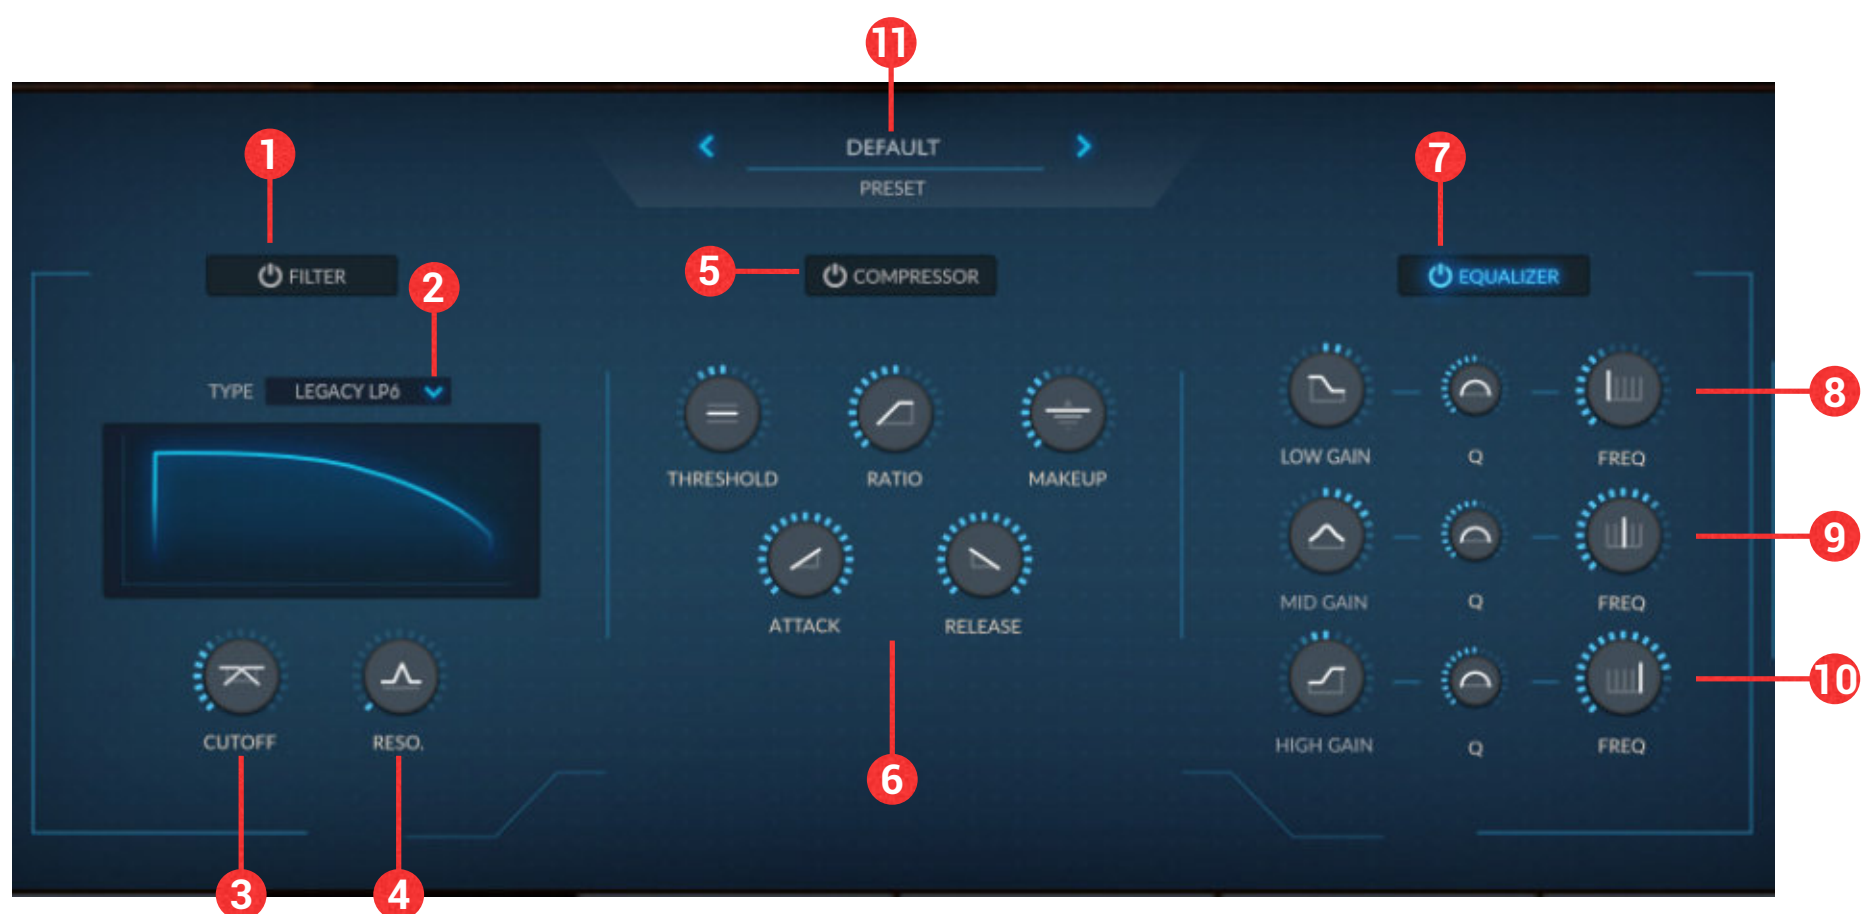 11
DEFAULT
PRESET
1
7
FILTER
5
COMPRESSOR
EQUALIZER
2
TYPE LEGACY LP6
8
THRESHOLD RATIO MAKEUP
LOW GAIN Q FREQ
9
ATTACK RELEASE
MID GAIN Q FREQ
10
CUTOFF RESO.
HIGH GAIN Q FREQ
6
3
4